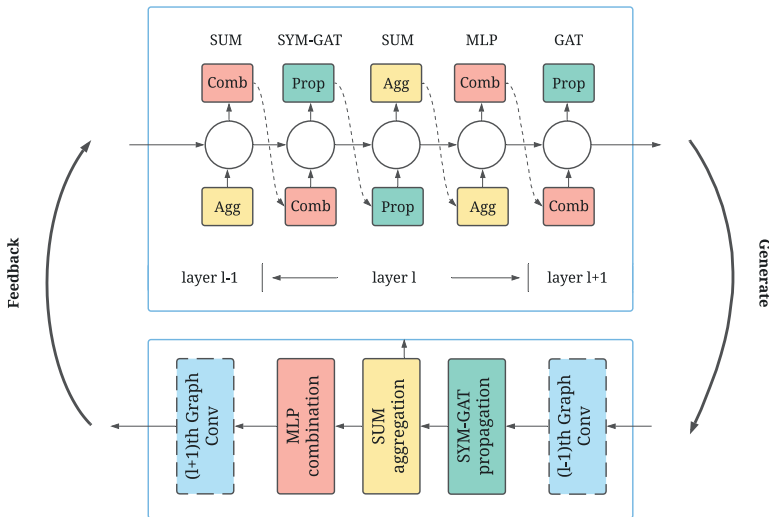 SUM SYM-GAT SUM MLP GAT
Comb Prop Agg Comb Prop
Agg Comb Prop Agg Comb
layer l-1 layer l layer l+1
Feedback
Generate
(l+1)th Graph
Conv
MLP
combination
SUM
aggregation
SYM-GAT
propagation
(l-1)th Graph
Conv